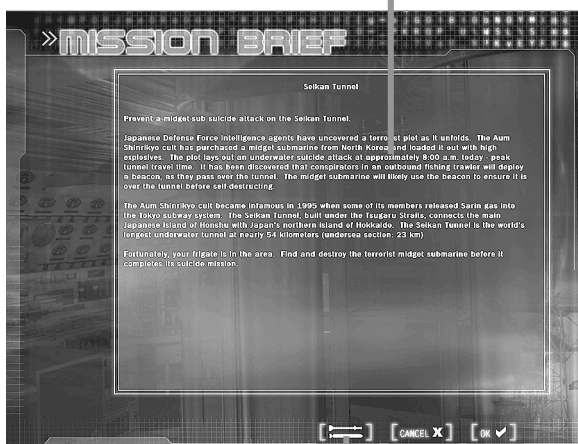 »MISSION BRIEF
Seikan Tunnel
Prevent a midget sub suicide attack on the Seikan Tunnel.
Japanese Defense Force Intelligence agents have uncovered a terrorist plot as it unfolds. The Aum
Shinrikyo cult has purchased a midget submarine from North Korea and loaded it out with high
explosives. The plot lays out an underwater suicide attack at approximately 8:00 a.m. today - peak
tunnel travel time. It has been discovered that conspirators in an outbound fishing trawler will deploy
a beacon, as they pass over the tunnel. The midget submarine will likely use the beacon to ensure it is
over the tunnel before self-destructing.
The Aum Shinrikyo cult became infamous in 1995 when some of its members released Sarin gas into
the Tokyo subway system. The Seikan Tunnel, built under the Tsugaru Straits, connects the main
Japanese island of Honshu with Japan's northern island of Hokkaido. The Seikan Tunnel is the world's
longest underwater tunnel at nearly 54 kilometers (undersea section: 23 km)
Fortunately, your frigate is in the area. Find and destroy the terrorist midget submarine before it
completes its suicide mission.
[CANCEL X] [OK ✔]